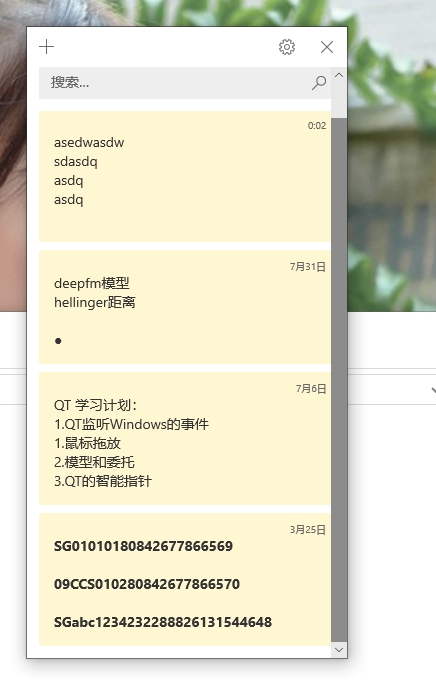 搜索...
0:02
asedwasdw
sdasdq
asdq
asdq
7月31日
deepfm模型
hellinger距离
●
7月6日
QT 学习计划：
1.QT监听Windows的事件
1.鼠标拖放
2.模型和委托
3.QT的智能指针
3月25日
SG01010180842677866569
09CCS010280842677866570
SGabc1234232288826131544648